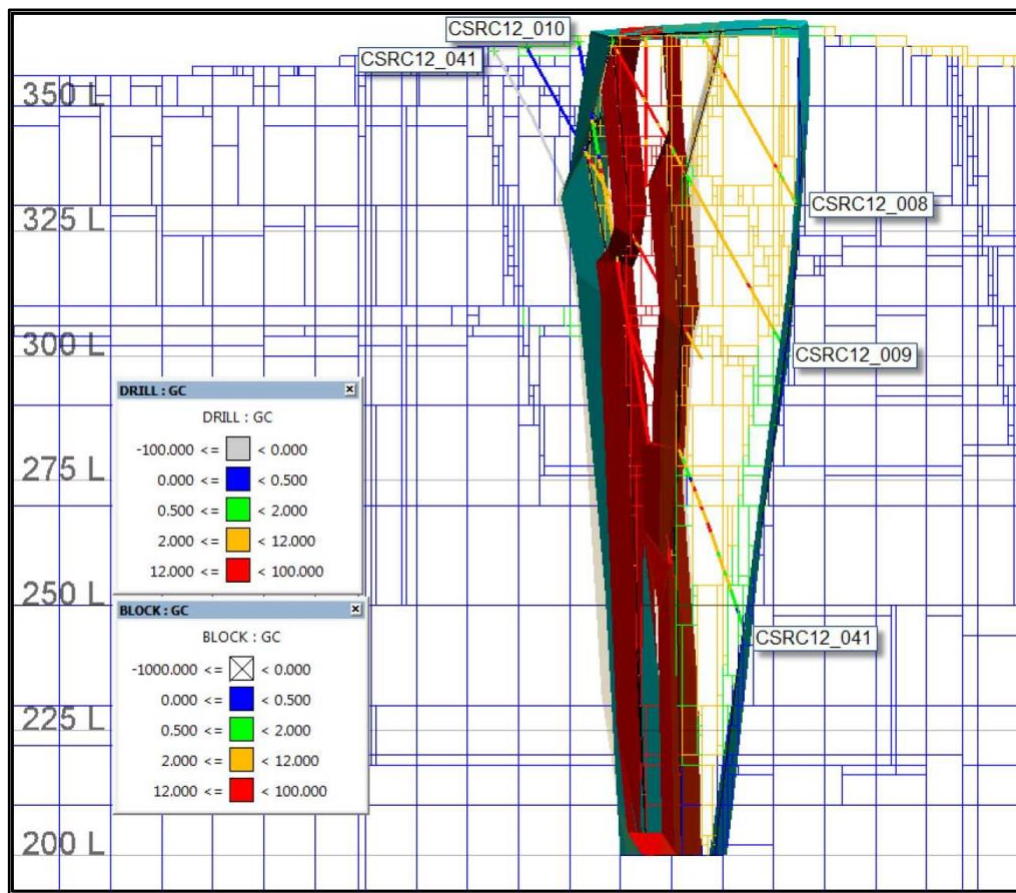 CSRC12_010
CSRC12_041
350 L
CSRC12_008
325 L
CSRC12_009
300 L
DRILL : GC x
DRILL : GC
-100.000 <= < 0.000
0.000 <= < 0.500
0.500 <= < 2.000
2.000 <= < 12.000
12.000 <= < 100.000
275 L
250 L
BLOCK : GC x
BLOCK : GC
-1000.000 <= < 0.000
0.000 <= < 0.500
0.500 <= < 2.000
2.000 <= < 12.000
12.000 <= < 100.000
CSRC12_041
225 L
200 L